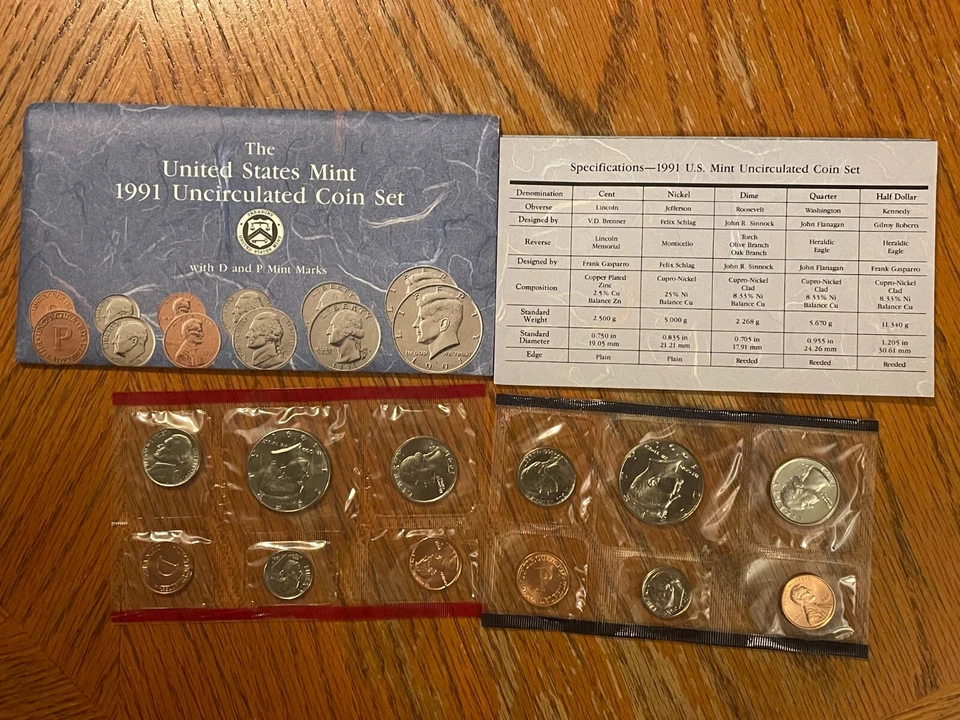 The
United States Mint
1991 Uncirculated Coin Set
with D and P Mint Marks
P
LIBERTY
Specifications—1991 U.S. Mint Uncirculated Coin Set
Denomination Cent Nickel Dime Quarter Half Dollar
Obverse Lincoln Jefferson Roosevelt Washington Kennedy
Designed by V.D. Brenner Felix Schlag John R. Sinnock John Flanagan Gilroy Roberts
Reverse Lincoln Memorial Monticello Torch Olive Branch Oak Branch Heraldic Eagle Heraldic Eagle
Designed by Frank Gasparro Felix Schlag John R. Sinnock John Flanagan Frank Gasparro
Composition Copper Plated Zinc 2.5% Cu Balance Zn Cupro-Nickel 25% Ni Balance Cu Cupro-Nickel Clad 8.33% Ni Balance Cu Cupro-Nickel Clad 8.33% Ni Balance Cu Cupro-Nickel Clad 8.33% Ni Balance Cu
Standard Weight 2.500 g 5.000 g 2.268 g 5.670 g 11.340 g
Standard Diameter 0.750 in 19.05 mm 0.835 in 21.21 mm 0.705 in 17.91 mm 0.955 in 24.26 mm 1.205 in 30.61 mm
Edge Plain Plain Reeded Reeded Reeded
D